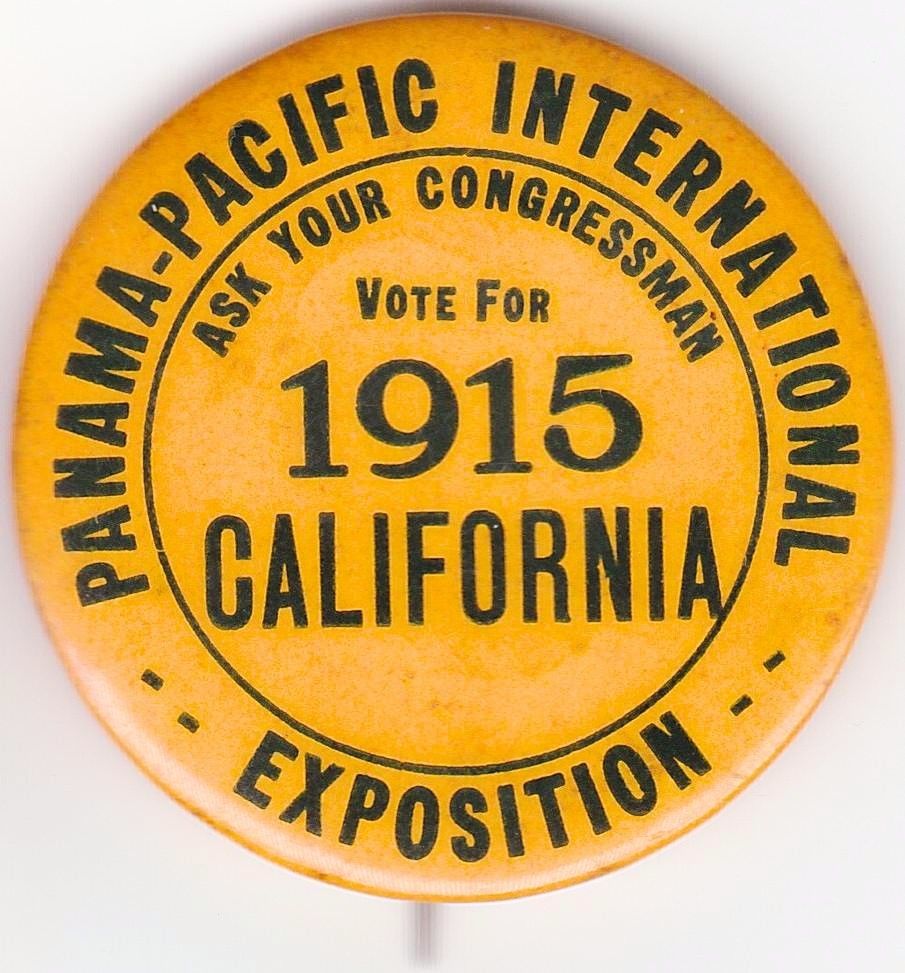 PANAMA-PACIFIC INTERNATIONAL
ASK YOUR CONGRESSMAN
VOTE FOR
1915
CALIFORNIA
-- EXPOSITION --